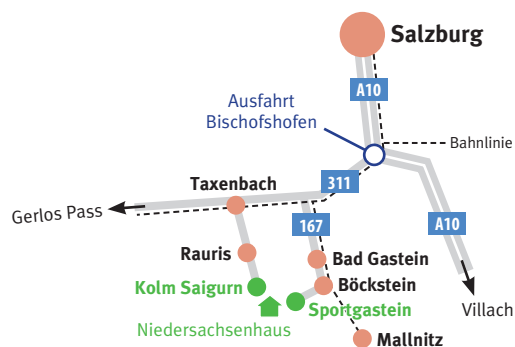 Salzburg
A10
Ausfahrt
Bischofshofen
Bahnlinie
311
Taxenbach
Gerlos Pass
167
A10
Rauris
Bad Gastein
Kolm Saigurn
Böckstein
Sportgastein
Villach
Niedersachsenhaus
Mallnitz